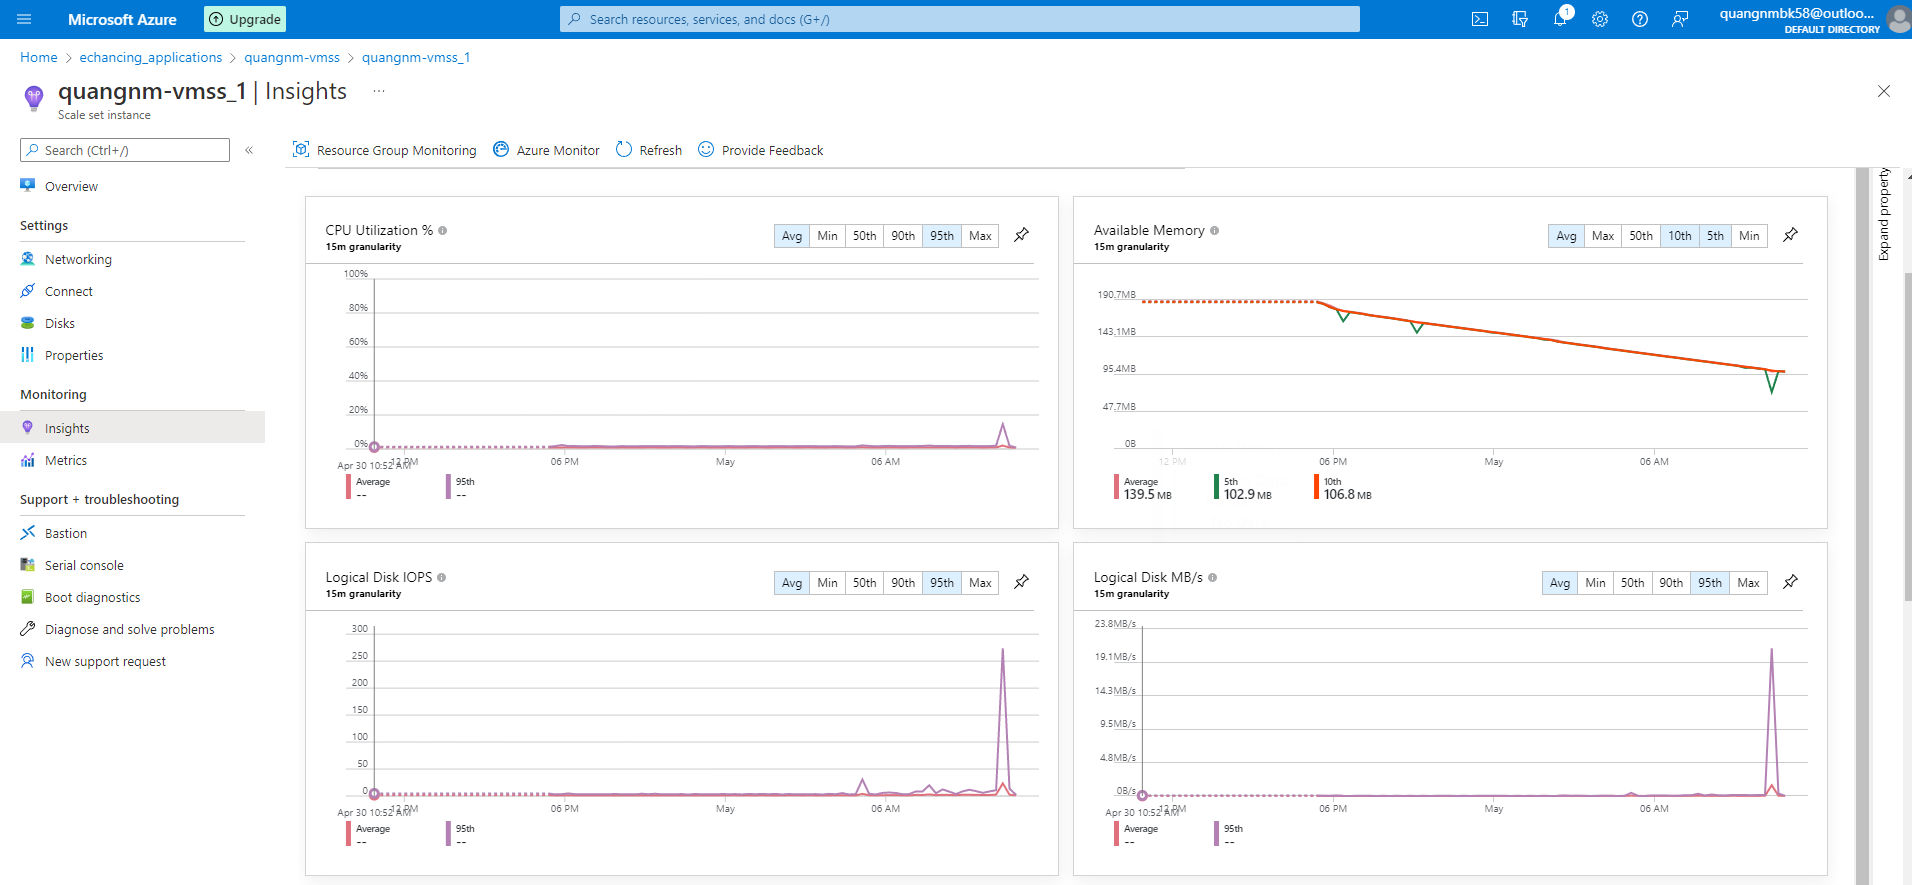 Microsoft Azure
Upgrade
Search resources, services, and docs (G+/)
1
quangnmbk58@outloo...
DEFAULT DIRECTORY
Home > echancing_applications > quangnm-vmss > quangnm-vmss_1
quangnm-vmss_1 | Insights ...
Scale set instance
Search (Ctrl+/)
«
Resource Group Monitoring
Azure Monitor
Refresh
Provide Feedback
Overview
Settings
Networking
Connect
Disks
Properties
Monitoring
Insights
Metrics
Support + troubleshooting
Bastion
Serial console
Boot diagnostics
Diagnose and solve problems
New support request
CPU Utilization %
15m granularity
Avg Min 50th 90th 95th Max
100%
80%
60%
40%
20%
0%
12 PM 06 PM May 06 AM
Apr 30 10:52 AM
Average 95th
-- --
Available Memory
15m granularity
Avg Max 50th 10th 5th Min
190.7MB
143.1MB
95.4MB
47.7MB
0B
12 PM 06 PM May 06 AM
Average 5th 10th
139.5 MB 102.9 MB 106.8 MB
Logical Disk IOPS
15m granularity
Avg Min 50th 90th 95th Max
300
250
200
150
100
50
0
12 PM 06 PM May 06 AM
Apr 30 10:52 AM
Average 95th
-- --
Logical Disk MB/s
15m granularity
Avg Min 50th 90th 95th Max
23.8MB/s
19.1MB/s
14.3MB/s
9.5MB/s
4.8MB/s
0B/s
12 PM 06 PM May 06 AM
Apr 30 10:52 AM
Average 95th
-- --
Expand property